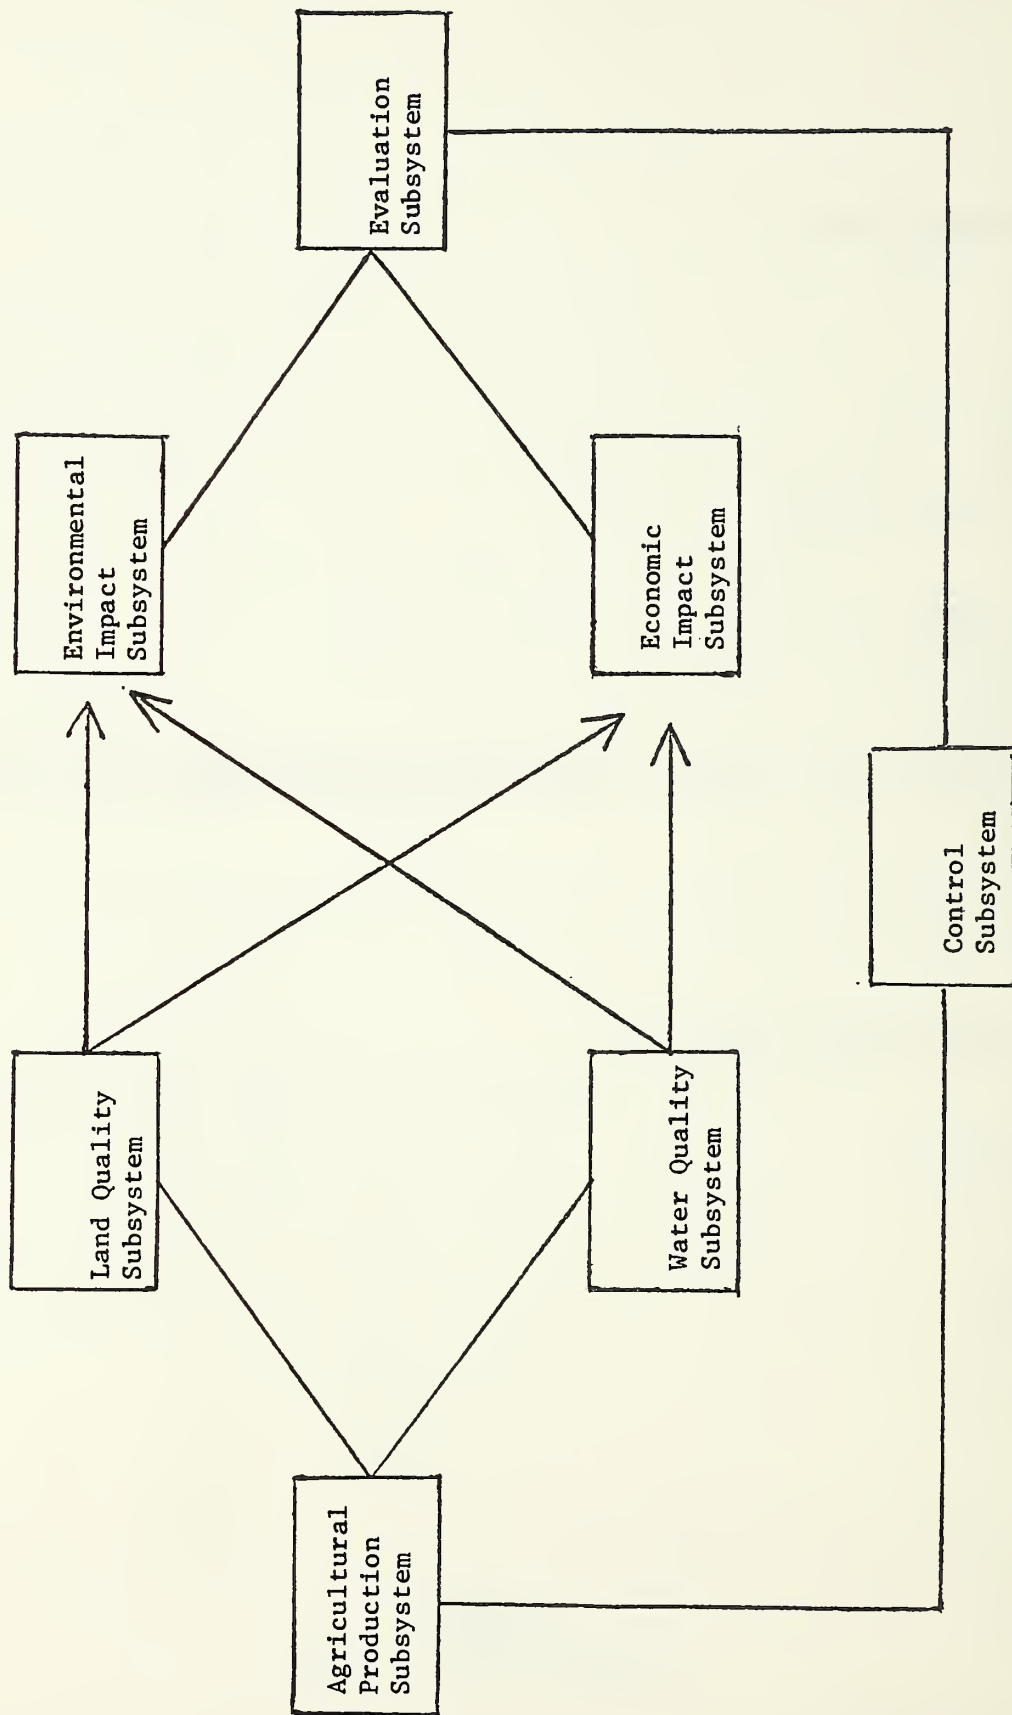 Agricultural
Production
Subsystem
Land Quality
Subsystem
Water Quality
Subsystem
Environmental
Impact
Subsystem
Economic
Impact
Subsystem
Evaluation
Subsystem
Control
Subsystem